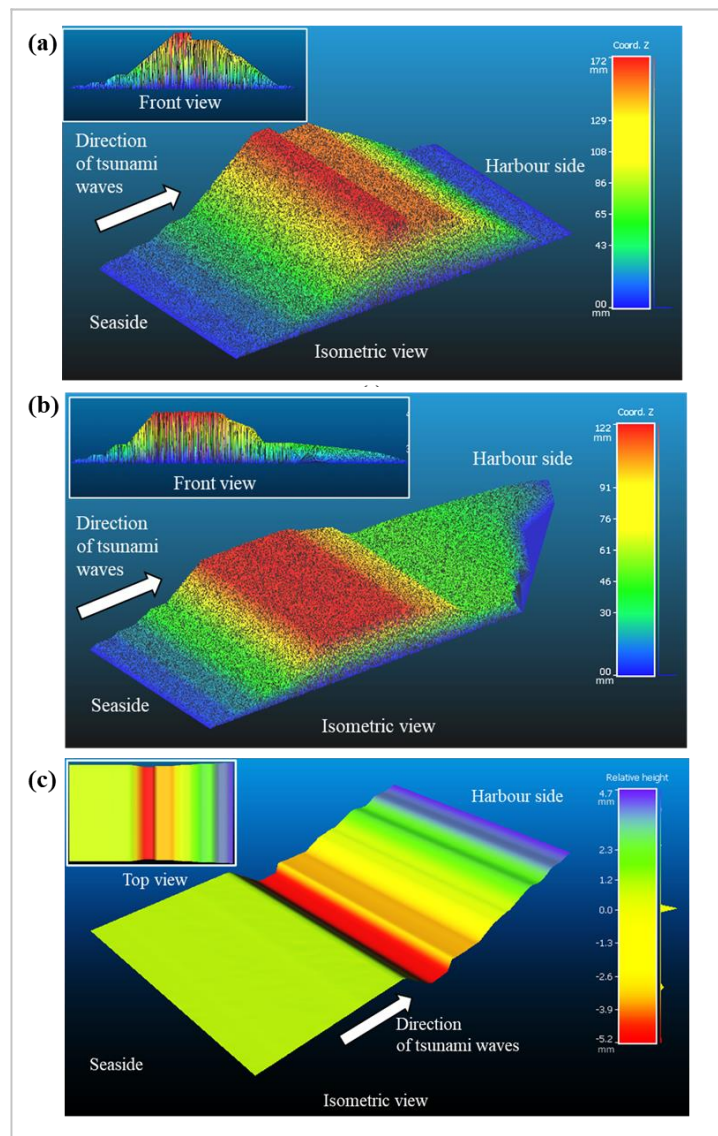 (a)
Front view
Direction
of tsunami
waves
Harbour side
Seaside
Isometric view
Coord. Z
172
mm
129
108
86
65
43
00
mm
(b)
Front view
Direction
of tsunami
waves
Harbour side
Seaside
Isometric view
Coord. Z
122
mm
91
76
61
46
30
00
mm
(c)
Top view
Harbour side
Direction
of tsunami waves
Seaside
Isometric view
Relative height
4.7
mm
2.3
1.2
0.0
-1.3
-2.6
-3.9
-5.2
mm